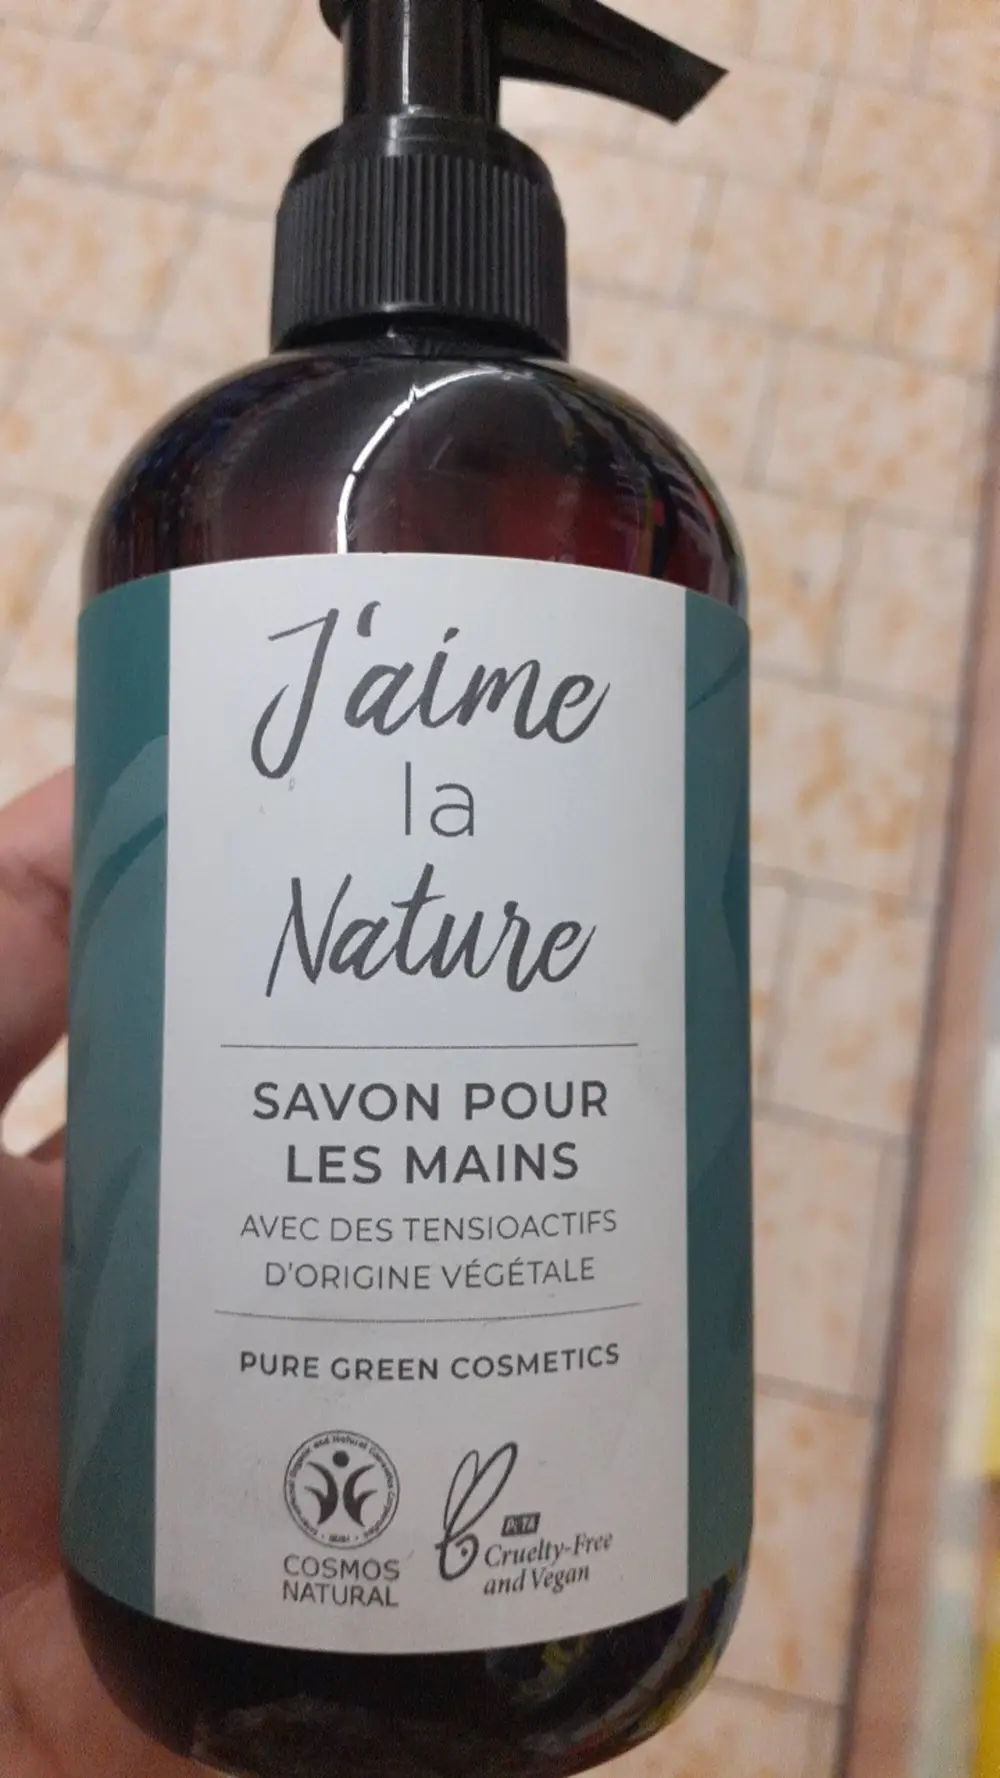 J'aime
la
Nature
SAVON POUR
LES MAINS
AVEC DES TENSIOACTIFS
D'ORIGINE VÉGÉTALE
PURE GREEN COSMETICS
COSMOS
NATURAL
PETA
Cruelty-Free
and Vegan